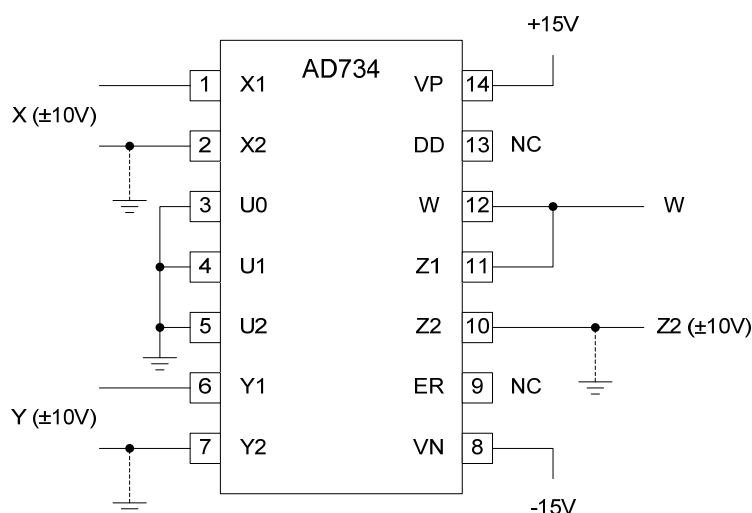 +15V
AD734
1 X1 VP 14
X (±10V)
2 X2 DD 13 NC
3 U0 W 12 W
4 U1 Z1 11
5 U2 Z2 10 Z2 (±10V)
6 Y1 ER 9 NC
Y (±10V)
7 Y2 VN 8
-15V